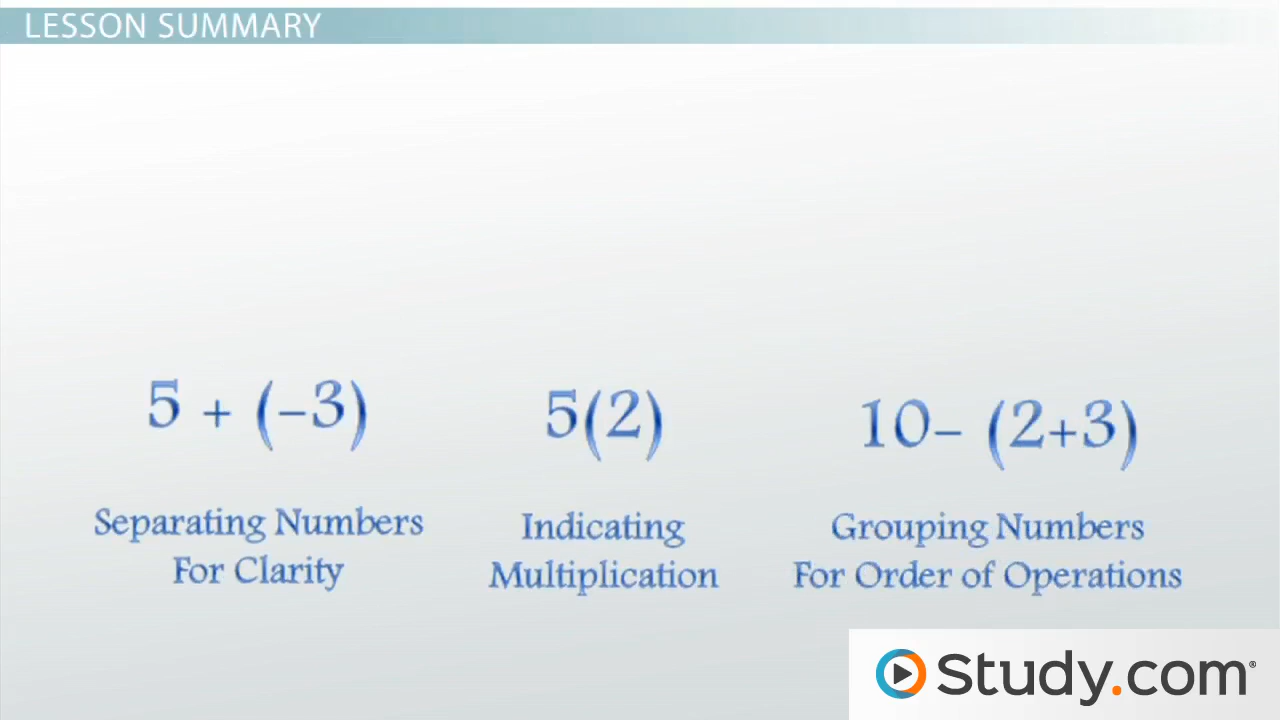 LESSON SUMMARY
5 + (-3)
Separating Numbers
For Clarity
5(2)
Indicating
Multiplication
10- (2+3)
Grouping Numbers
For Order of Operations
Study.com®